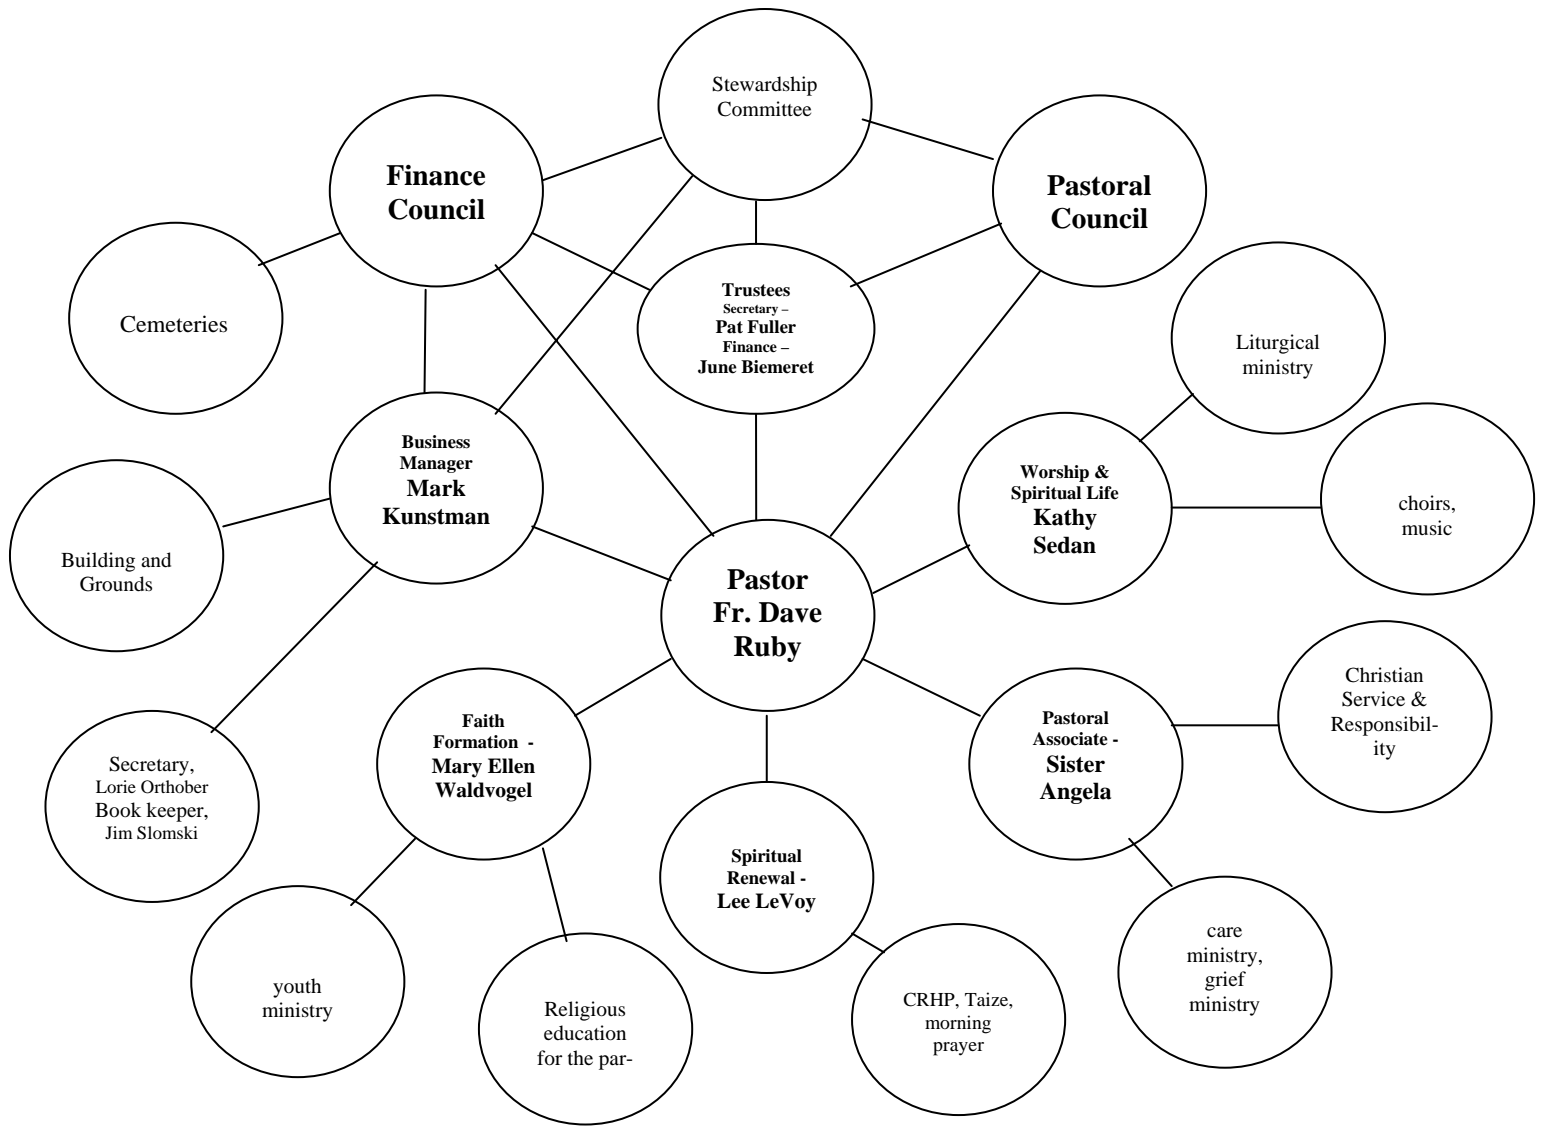 Stewardship
Committee
Finance
Council
Pastoral
Council
Cemeteries
Trustees
Secretary –
Pat Fuller
Finance –
June Biemeret
Liturgical
ministry
Business
Manager
Mark
Kunstman
Worship &
Spiritual Life
Kathy
Sedan
choirs,
music
Building and
Grounds
Pastor
Fr. Dave
Ruby
Faith
Formation -
Mary Ellen
Waldvogel
Pastoral
Associate -
Sister
Angela
Christian
Service &
Responsibil-
ity
Secretary,
Lorie Orthober
Book keeper,
Jim Slomski
Spiritual
Renewal -
Lee LeVoy
youth
ministry
Religious
education
for the par-
CRHP, Taize,
morning
prayer
care
ministry,
grief
ministry